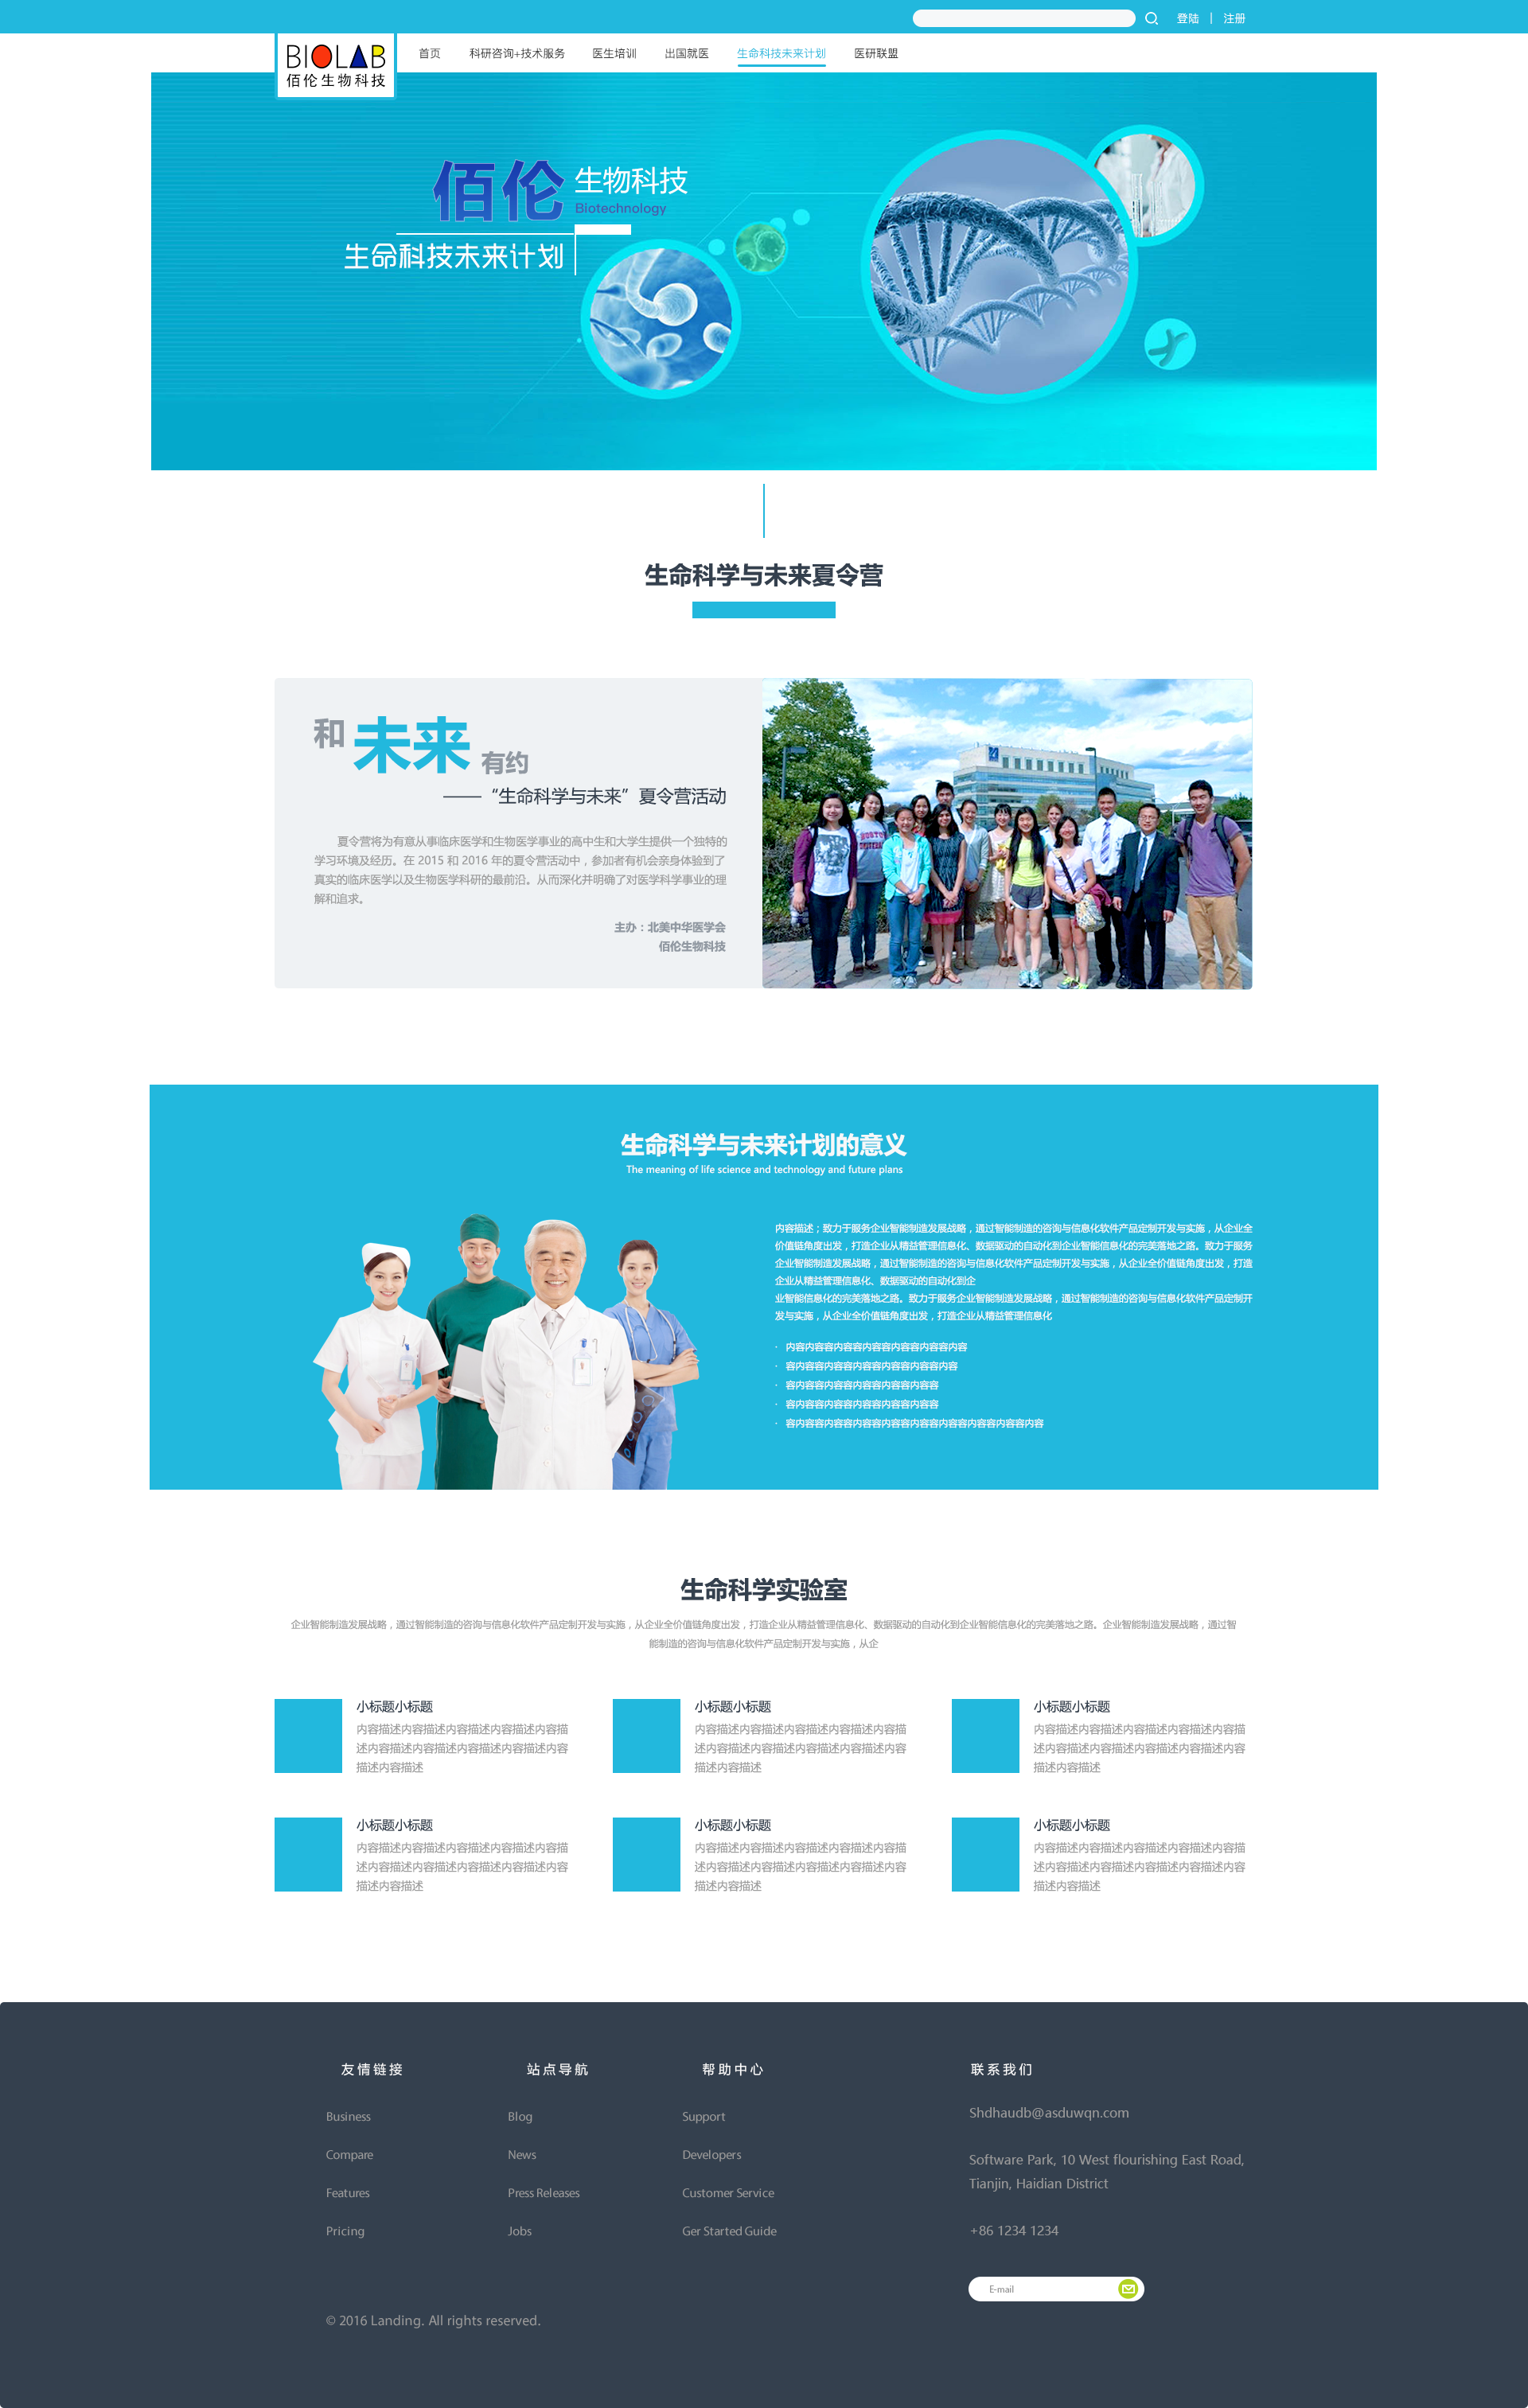 登陆 | 注册
BIOLAB
佰伦生物科技
首页 科研咨询+技术服务 医生培训 出国就医 生命科技未来计划 医研联盟
佰伦 生物科技
Biotechnology
生命科技未来计划
生命科学与未来夏令营
和 未来 有约
——“生命科学与未来”夏令营活动
夏令营将为有意从事临床医学和生物医学事业的高中生和大学生提供一个独特的
学习环境及经历。在 2015 和 2016 年的夏令营活动中，参加者有机会亲身体验到了
真实的临床医学以及生物医学科研的最前沿。从而深化并明确了对医学科学事业的理
解和追求。
主办：北美中华医学会
佰伦生物科技
生命科学与未来计划的意义
The meaning of life science and technology and future plans
内容描述；致力于服务企业智能制造发展战略，通过智能制造的咨询与信息化软件产品定制开发与实施，从企业全
价值链角度出发，打造企业从精益管理信息化、数据驱动的自动化到企业智能信息化的完美落地之路。致力于服务
企业智能制造发展战略，通过智能制造的咨询与信息化软件产品定制开发与实施，从企业全价值链角度出发，打造
企业从精益管理信息化、数据驱动的自动化到企
业智能信息化的完美落地之路。致力于服务企业智能制造发展战略，通过智能制造的咨询与信息化软件产品定制开
发与实施，从企业全价值链角度出发，打造企业从精益管理信息化
· 内容内容容内容容内容容内容容内容容内容
· 容内容容内容容内容容内容容内容容内容
· 容内容容内容容内容容内容容内容容
· 容内容容内容容内容容内容容内容容
· 容内容容内容容内容容内容容内容容内容容内容容内容容内容
生命科学实验室
企业智能制造发展战略，通过智能制造的咨询与信息化软件产品定制开发与实施，从企业全价值链角度出发，打造企业从精益管理信息化、数据驱动的自动化到企业智能信息化的完美落地之路。企业智能制造发展战略，通过智
能制造的咨询与信息化软件产品定制开发与实施，从企
小标题小标题
内容描述内容描述内容描述内容描述内容描
述内容描述内容描述内容描述内容描述内容
描述内容描述
小标题小标题
内容描述内容描述内容描述内容描述内容描
述内容描述内容描述内容描述内容描述内容
描述内容描述
小标题小标题
内容描述内容描述内容描述内容描述内容描
述内容描述内容描述内容描述内容描述内容
描述内容描述
小标题小标题
内容描述内容描述内容描述内容描述内容描
述内容描述内容描述内容描述内容描述内容
描述内容描述
小标题小标题
内容描述内容描述内容描述内容描述内容描
述内容描述内容描述内容描述内容描述内容
描述内容描述
小标题小标题
内容描述内容描述内容描述内容描述内容描
述内容描述内容描述内容描述内容描述内容
描述内容描述
友情链接
Business
Compare
Features
Pricing
站点导航
Blog
News
Press Releases
Jobs
帮助中心
Support
Developers
Customer Service
Ger Started Guide
联系我们
Shdhaudb@asduwqn.com
Software Park, 10 West flourishing East Road,
Tianjin, Haidian District
+86 1234 1234
E-mail
© 2016 Landing. All rights reserved.